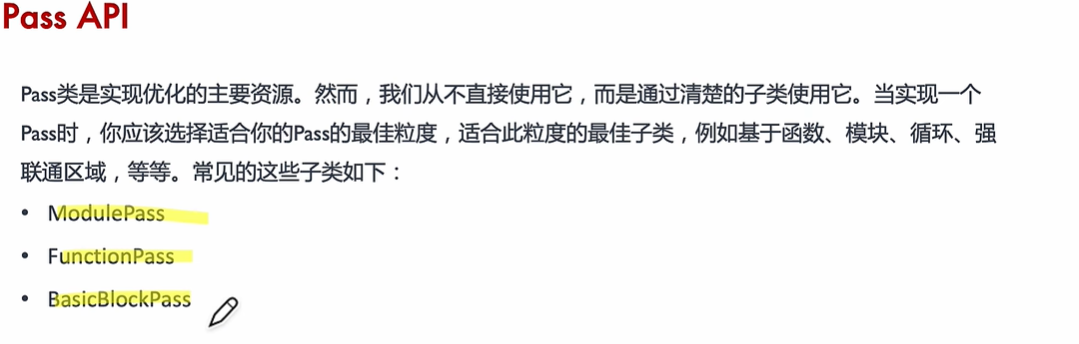 Pass API
Pass类是实现优化的主要资源。然而，我们从不直接使用它，而是通过清楚的子类使用它。当实现一个
Pass时，你应该选择适合你的Pass的最佳粒度，适合此粒度的最佳子类，例如基于函数、模块、循环、强
联通区域，等等。常见的这些子类如下：
• ModulePass
• FunctionPass
• BasicBlockPass